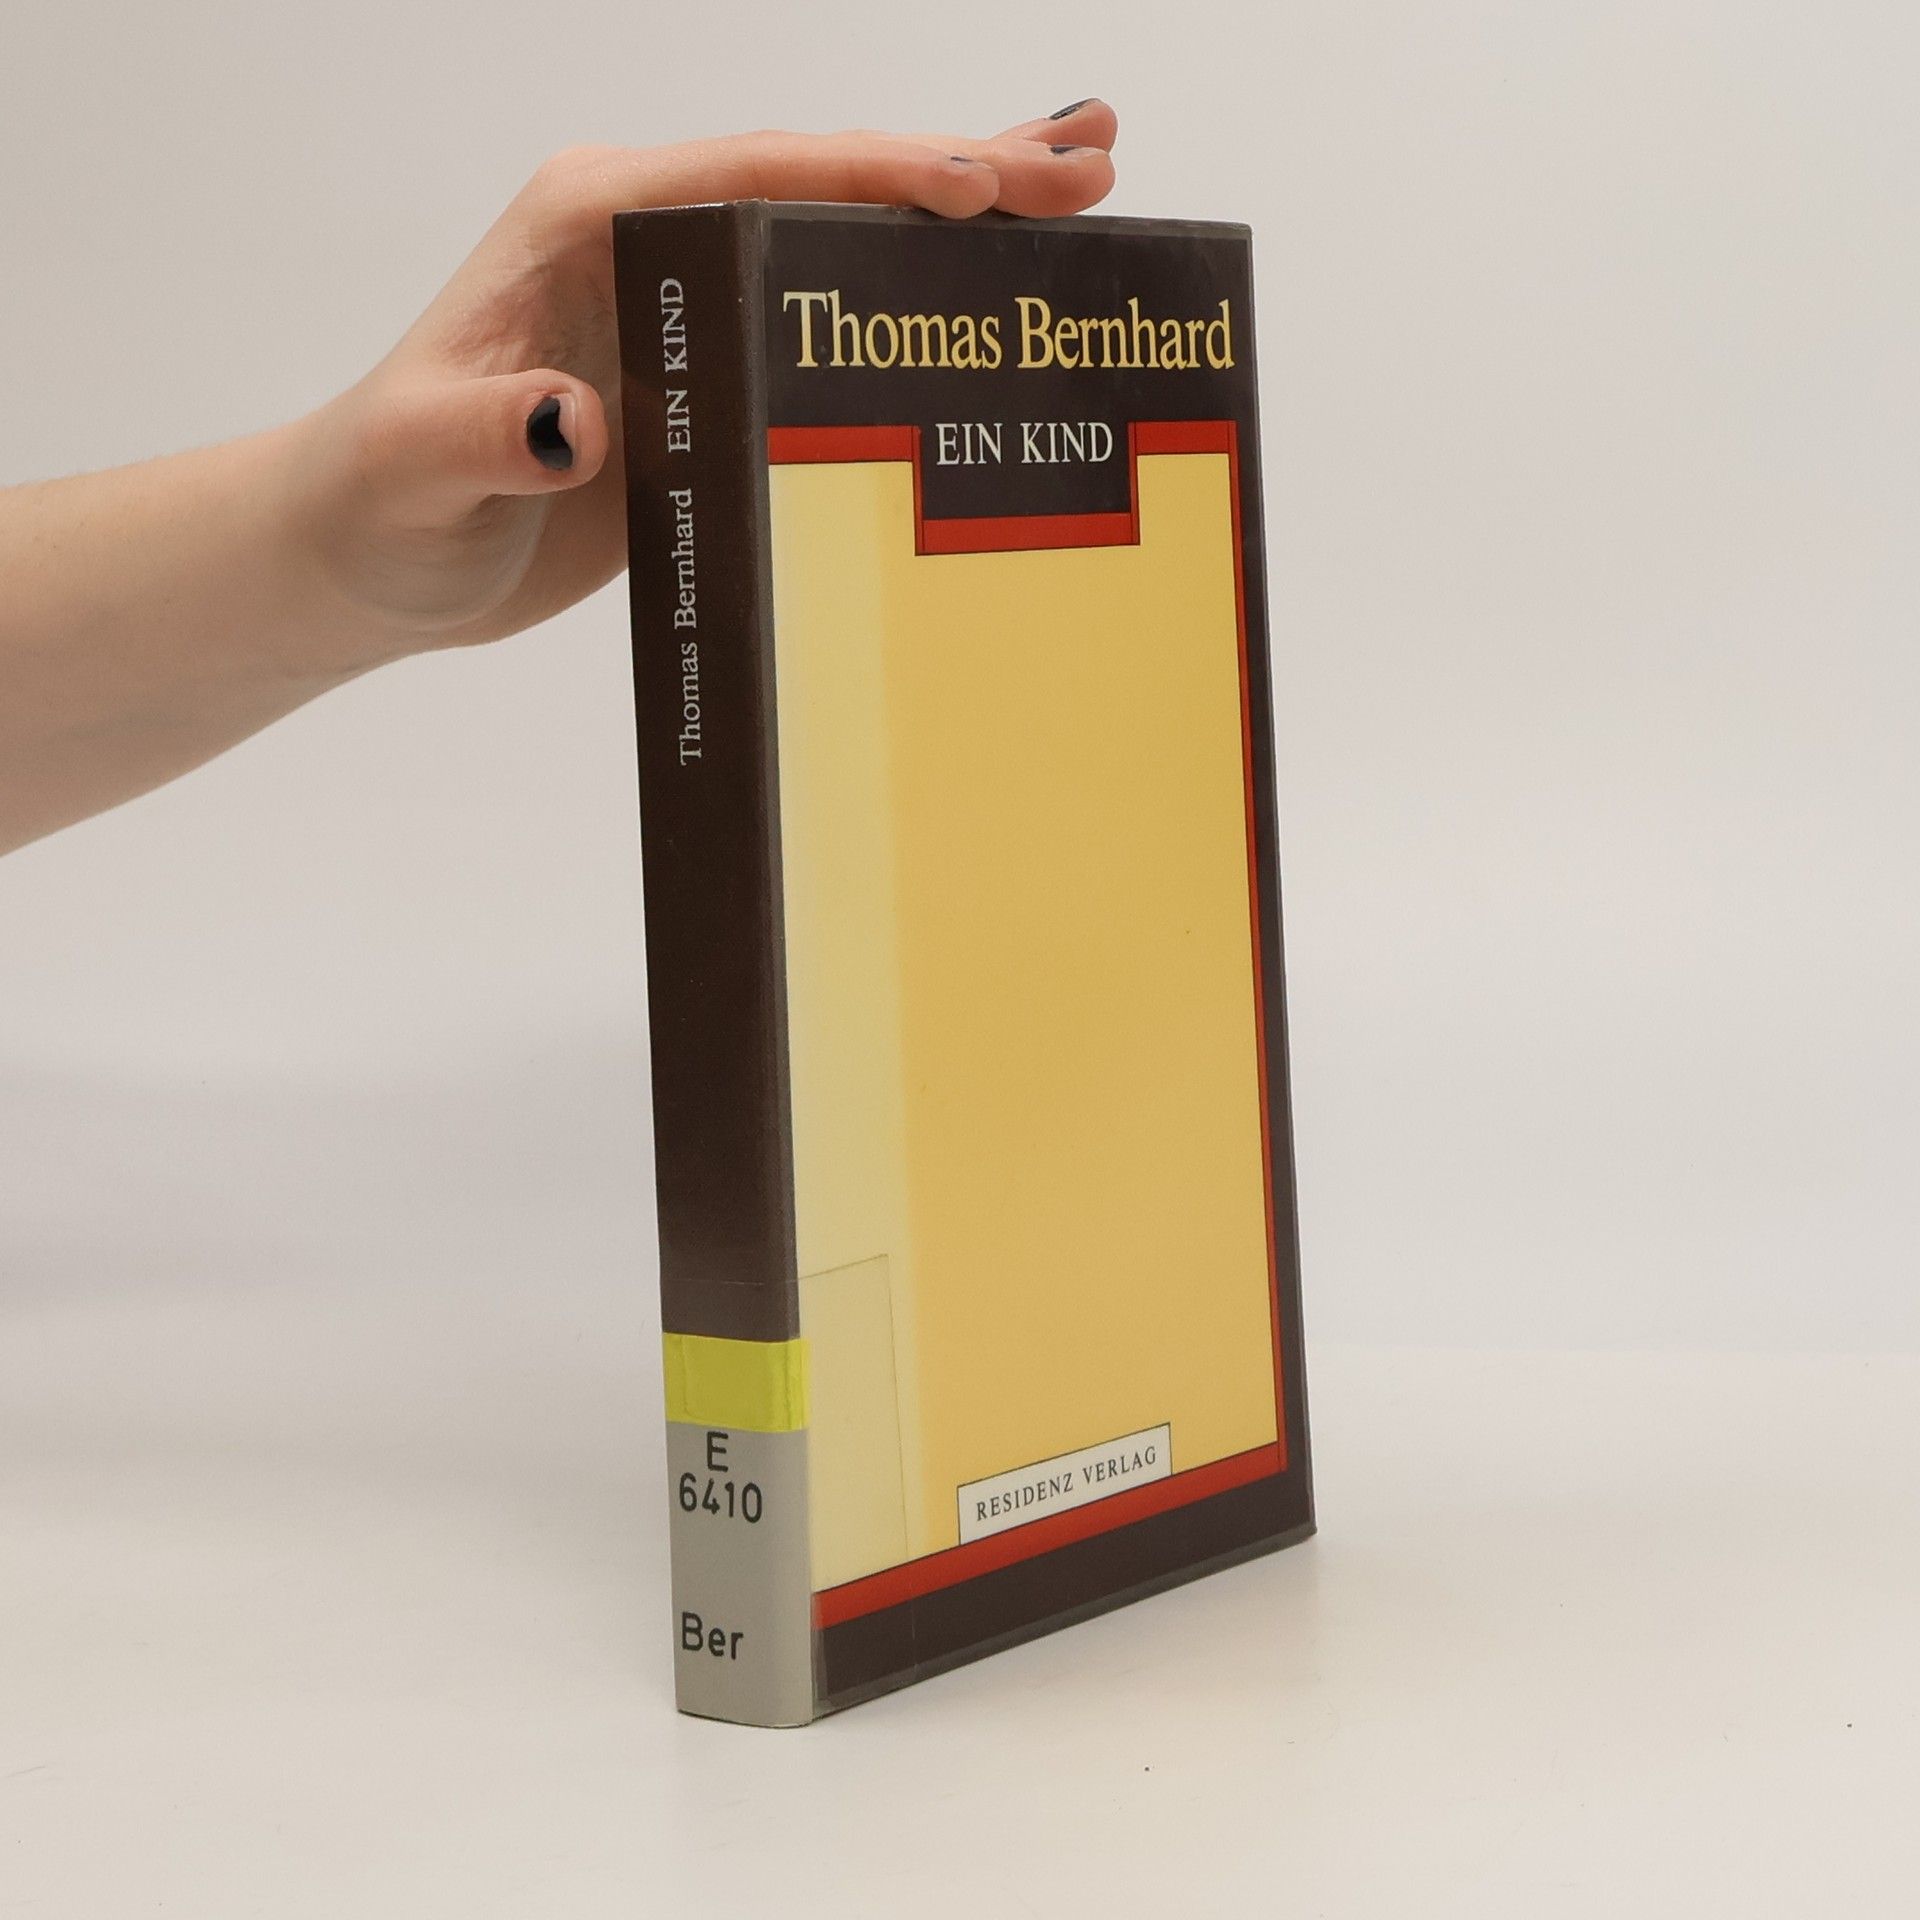 Thomas Bernhard
EIN KIND
RESIDENZ VERLAG
Thomas Bernhard EIN KIND
E
6410
Ber